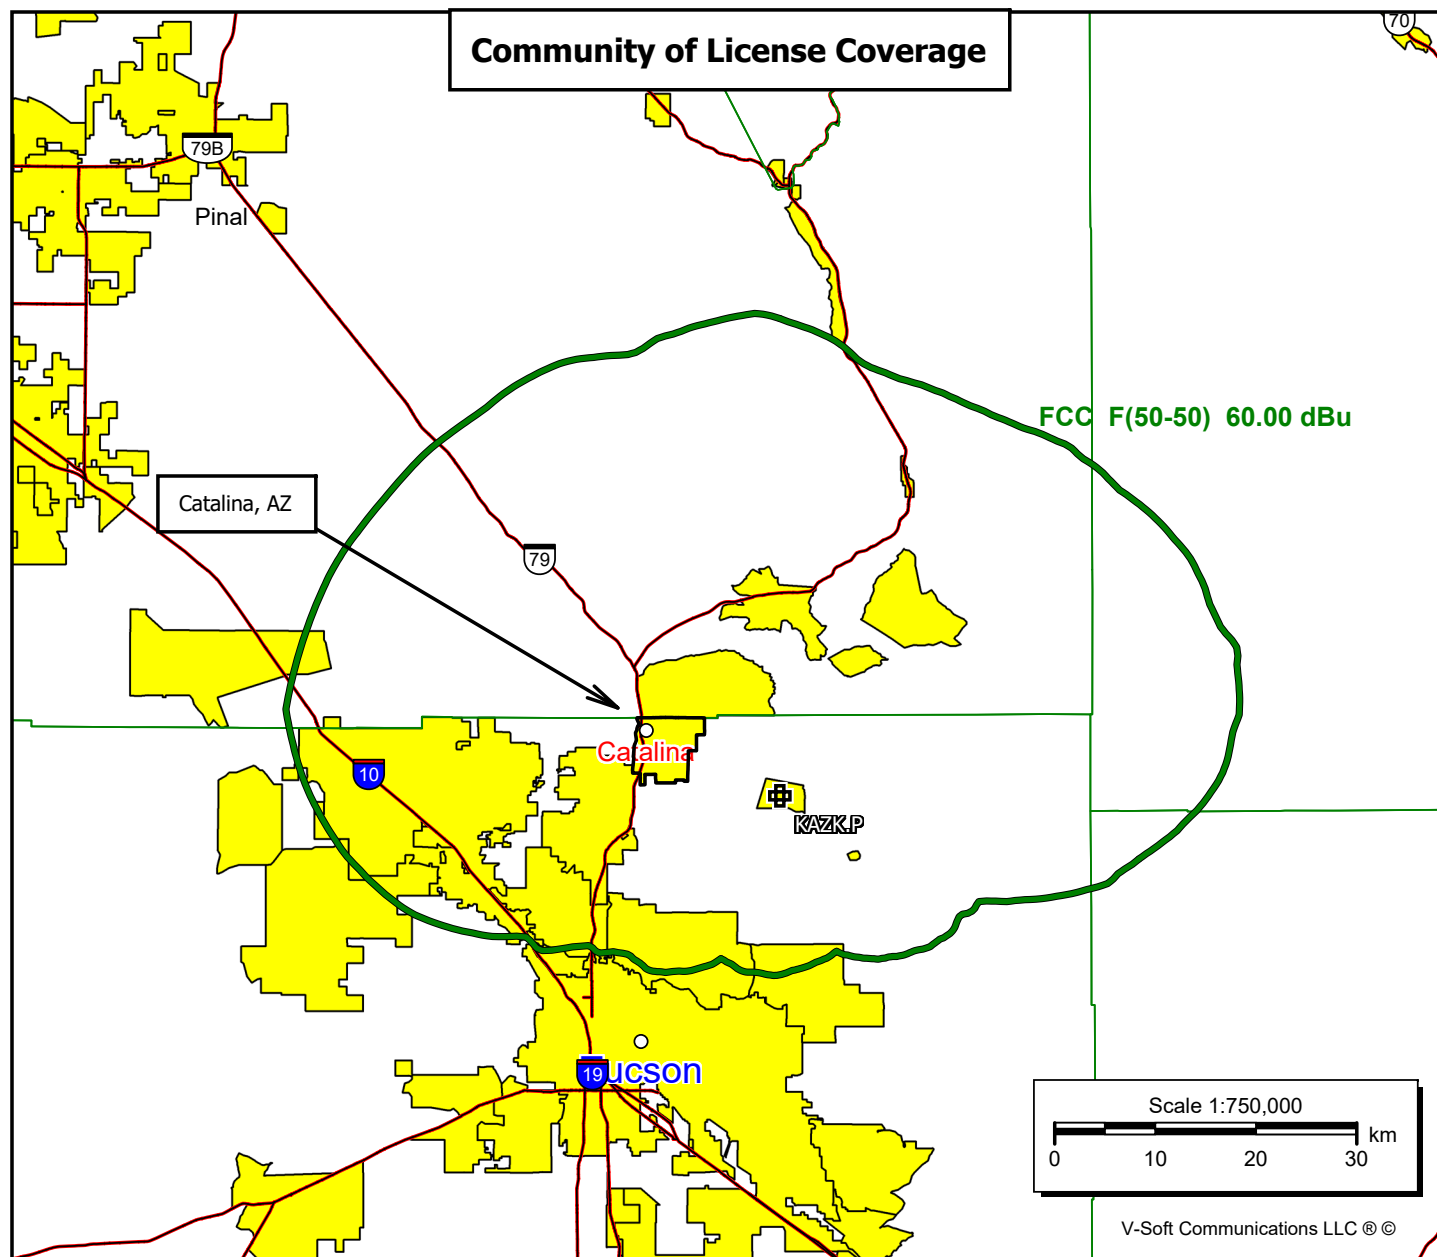 70
Community of License Coverage
79B
Pinal
FCC F(50-50) 60.00 dBu
Catalina, AZ
79
Catalina
10
KAZK.P
19
ucson
Scale 1:750,000
km
0 10 20 30
V-Soft Communications LLC ® ©